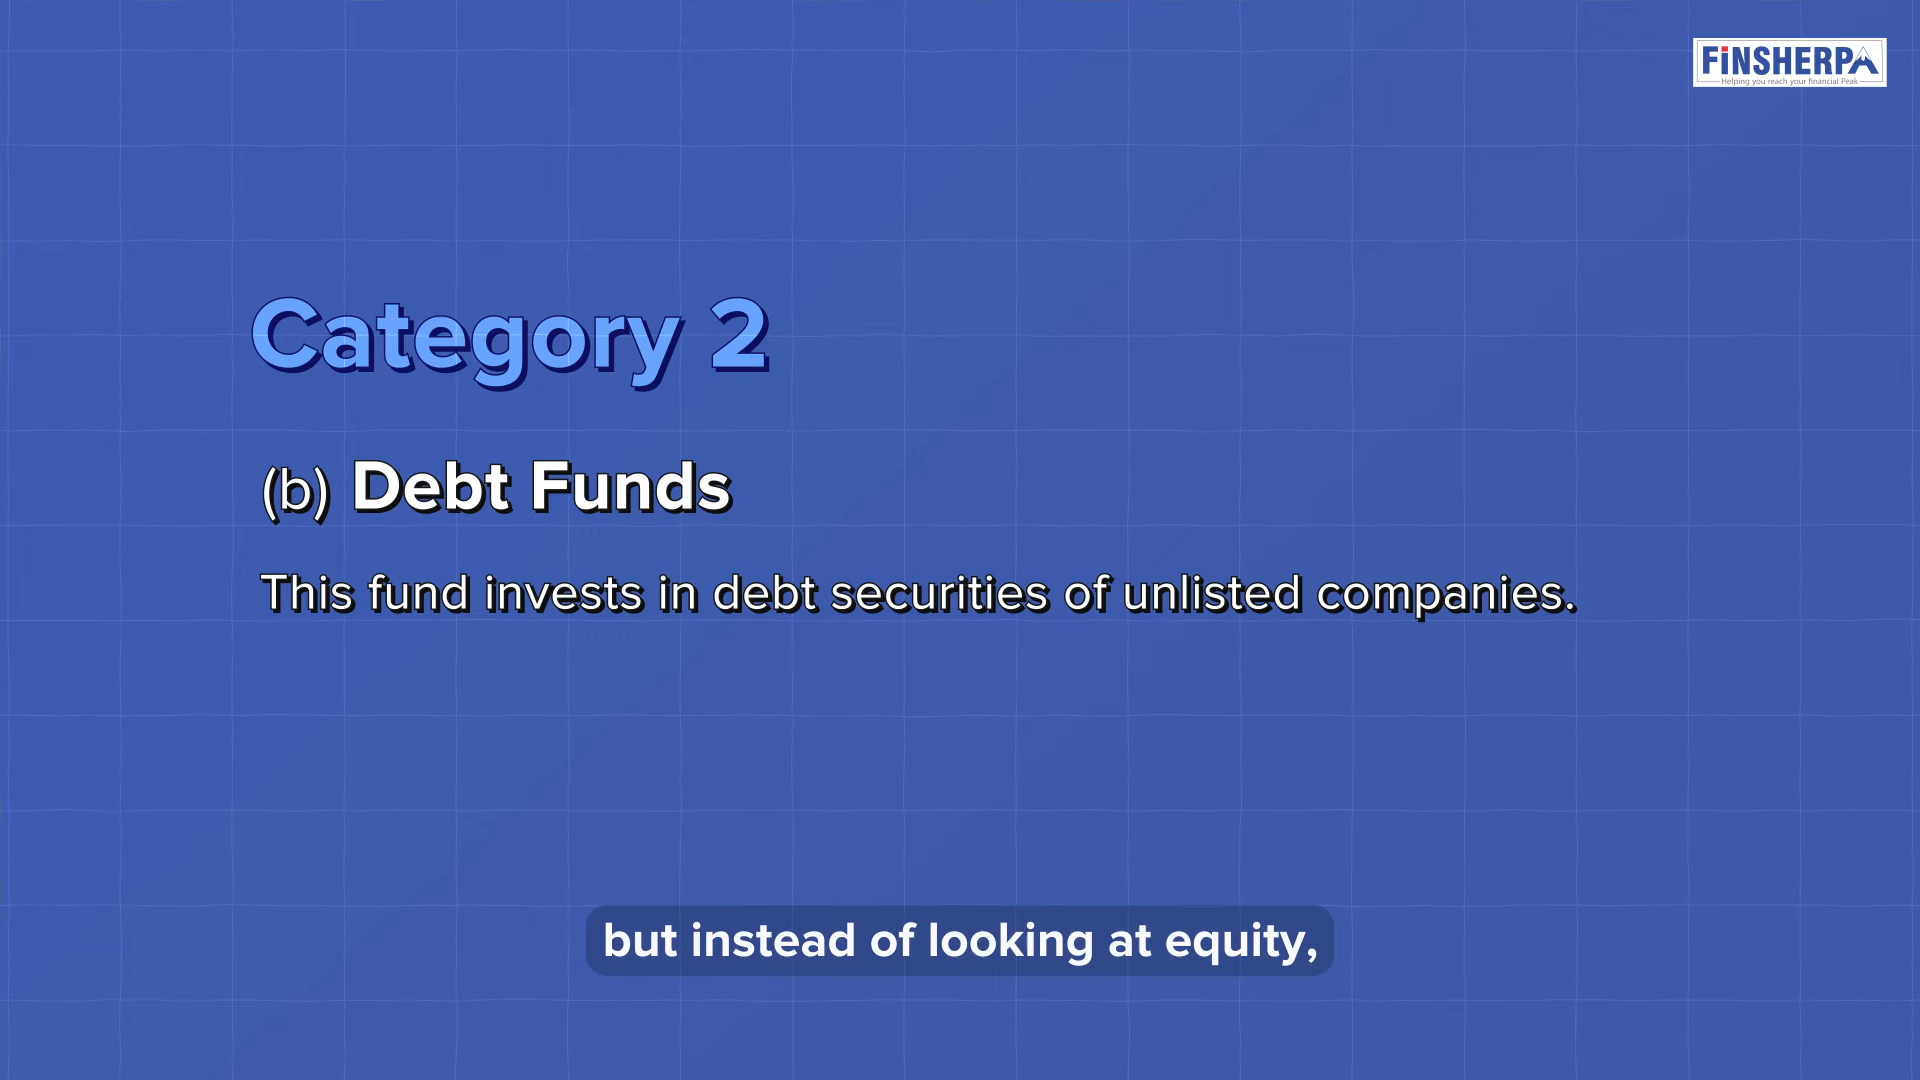 FiNSHERPA
Helping you reach your financial Peak
Category 2
(b) Debt Funds
This fund invests in debt securities of unlisted companies.
but instead of looking at equity,